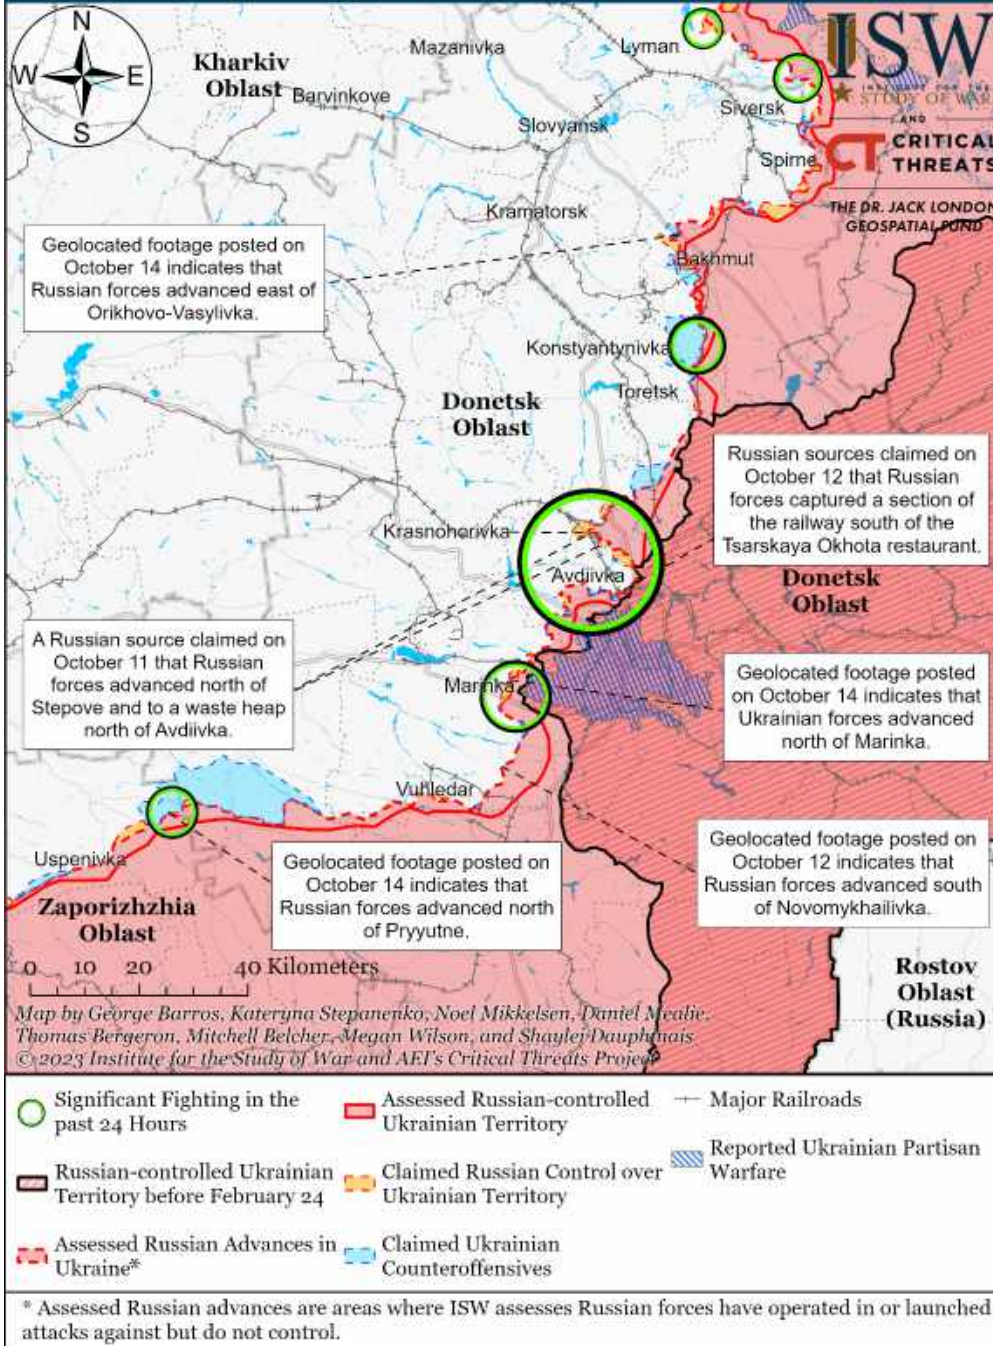 N
W
E
S
Kharkiv
Oblast
Mazanivka
Lyman
Barvinkove
Slovyansk
Siversk
Spirne
ISW
INSTITUTE FOR THE
STUDY OF WAR
AND
CT CRITICAL
THREATS
THE DR. JACK LONDON
GEOSPATIAL FUND
Kramatorsk
Geolocated footage posted on
October 14 indicates that
Russian forces advanced east of
Orikhovo-Vasylivka.
Bakhmut
Konstyantynivka
Toretsk
Donetsk
Oblast
Russian sources claimed on
October 12 that Russian
forces captured a section of
the railway south of the
Tsarskaya Okhota restaurant.
Krasnohorivka
Avdiivka
Donetsk
Oblast
A Russian source claimed on
October 11 that Russian
forces advanced north of
Stepove and to a waste heap
north of Avdiivka.
Marinka
Geolocated footage posted
on October 14 indicates that
Ukrainian forces advanced
north of Marinka.
Vuhledar
Uspenivka
Geolocated footage posted on
October 14 indicates that
Russian forces advanced north
of Pryyutne.
Geolocated footage posted on
October 12 indicates that
Russian forces advanced south
of Novomykhailivka.
Zaporizhzhia
Oblast
Rostov
Oblast
(Russia)
0 10 20 40 Kilometers
Map by George Barros, Kateryna Stepanenko, Noel Mikkelsen, Daniel Mealie,
Thomas Bergeron, Mitchell Belcher, Megan Wilson, and Shaylej Dauphinais
© 2023 Institute for the Study of War and AEI's Critical Threats Project
Significant Fighting in the
past 24 Hours
Russian-controlled Ukrainian
Territory before February 24
Assessed Russian Advances in
Ukraine*
Assessed Russian-controlled
Ukrainian Territory
Claimed Russian Control over
Ukrainian Territory
Claimed Ukrainian
Counteroffensives
Major Railroads
Reported Ukrainian Partisan
Warfare
* Assessed Russian advances are areas where ISW assesses Russian forces have operated in or launched
attacks against but do not control.